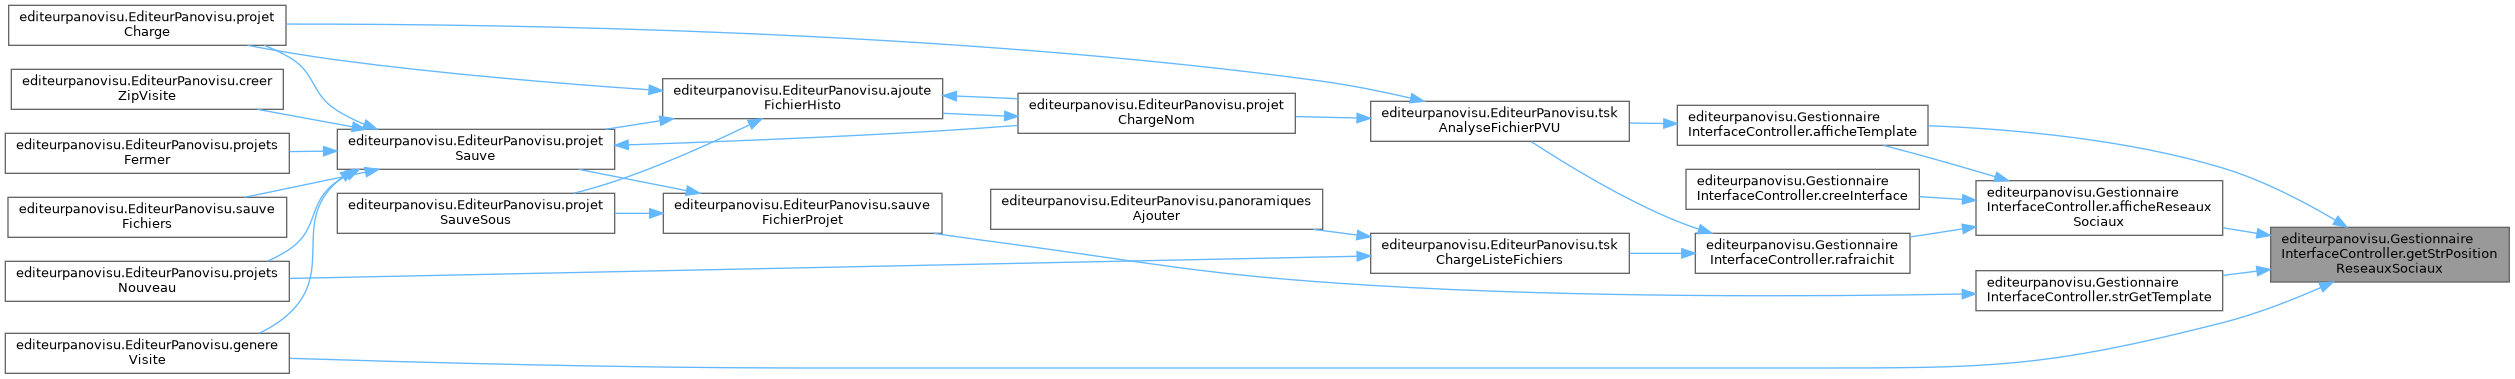 editeurpanovisu.EditeurPanovisu.projet
Charge
editeurpanovisu.EditeurPanovisu.creer
ZipVisite
editeurpanovisu.EditeurPanovisu.projets
Fermer
editeurpanovisu.EditeurPanovisu.sauve
Fichiers
editeurpanovisu.EditeurPanovisu.projets
Nouveau
editeurpanovisu.EditeurPanovisu.genere
Visite
editeurpanovisu.EditeurPanovisu.projet
Sauve
editeurpanovisu.EditeurPanovisu.projet
SauveSous
editeurpanovisu.EditeurPanovisu.ajoute
FichierHisto
editeurpanovisu.EditeurPanovisu.sauve
FichierProjet
editeurpanovisu.EditeurPanovisu.projet
ChargeNom
editeurpanovisu.EditeurPanovisu.panoramiques
Ajouter
editeurpanovisu.EditeurPanovisu.tsk
AnalyseFichierPVU
editeurpanovisu.EditeurPanovisu.tsk
ChargeListeFichiers
editeurpanovisu.Gestionnaire
InterfaceController.afficheTemplate
editeurpanovisu.Gestionnaire
InterfaceController.creeInterface
editeurpanovisu.Gestionnaire
InterfaceController.rafraichit
editeurpanovisu.Gestionnaire
InterfaceController.afficheReseaux
Sociaux
editeurpanovisu.Gestionnaire
InterfaceController.strGetTemplate
editeurpanovisu.Gestionnaire
InterfaceController.getStrPosition
ReseauxSociaux